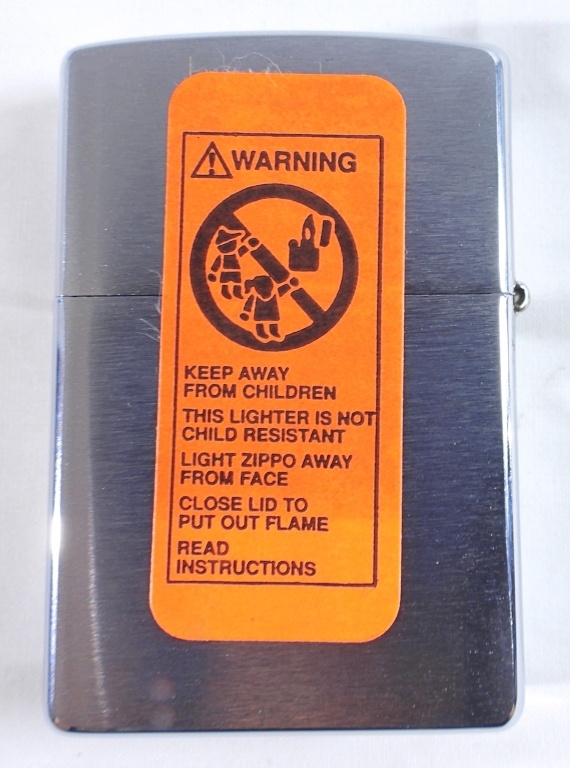 WARNING
KEEP AWAY
FROM CHILDREN
THIS LIGHTER IS NOT
CHILD RESISTANT
LIGHT ZIPPO AWAY
FROM FACE
CLOSE LID TO
PUT OUT FLAME
READ
INSTRUCTIONS